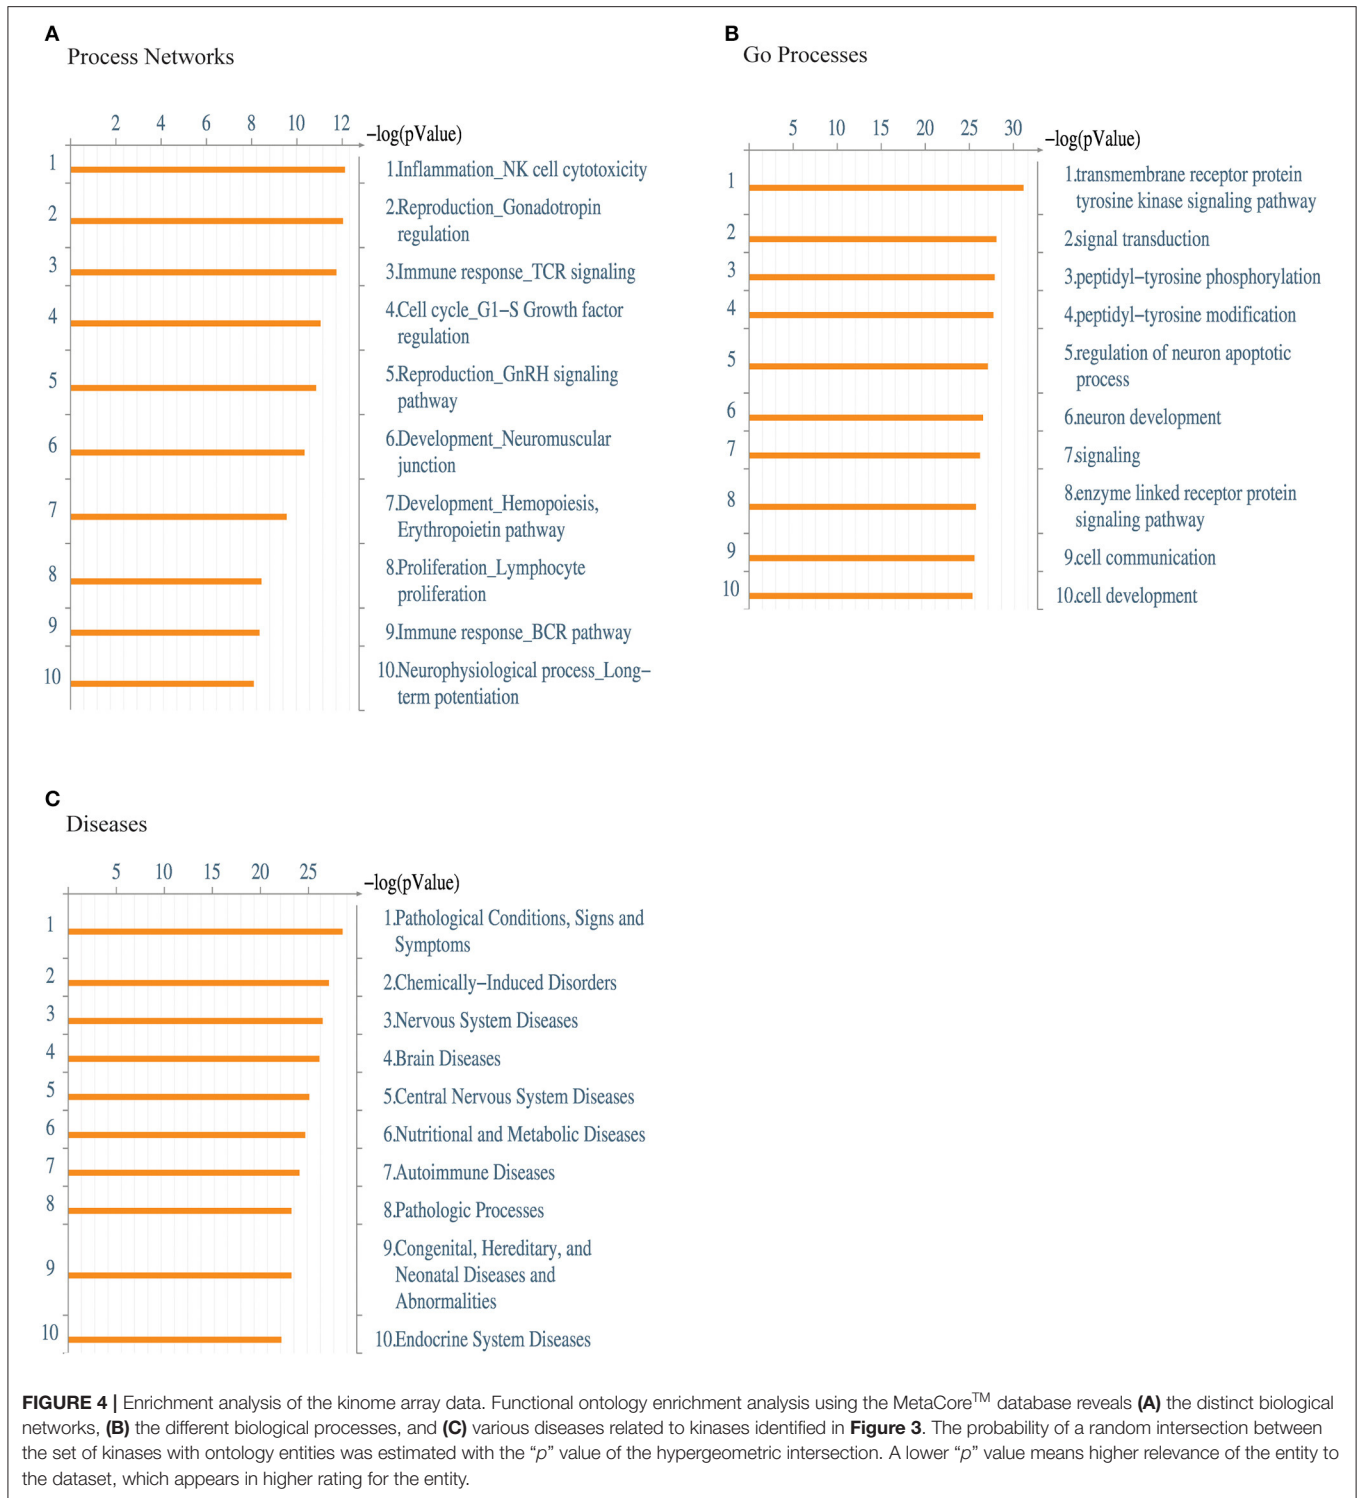 A
Process Networks
2 4 6 8 10 12
−log(pValue)
1
2
3
4
5
6
7
8
9
10
1.Inflammation_NK cell cytotoxicity
2.Reproduction_Gonadotropin
regulation
3.Immune response_TCR signaling
4.Cell cycle_G1−S Growth factor
regulation
5.Reproduction_GnRH signaling
pathway
6.Development_Neuromuscular
junction
7.Development_Hemopoiesis,
Erythropoietin pathway
8.Proliferation_Lymphocyte
proliferation
9.Immune response_BCR pathway
10.Neurophysiological process_Long−
term potentiation
B
Go Processes
5 10 15 20 25 30
−log(pValue)
1
2
3
4
5
6
7
8
9
10
1.transmembrane receptor protein
tyrosine kinase signaling pathway
2.signal transduction
3.peptidyl−tyrosine phosphorylation
4.peptidyl−tyrosine modification
5.regulation of neuron apoptotic
process
6.neuron development
7.signaling
8.enzyme linked receptor protein
signaling pathway
9.cell communication
10.cell development
C
Diseases
5 10 15 20 25
−log(pValue)
1
2
3
4
5
6
7
8
9
10
1.Pathological Conditions, Signs and
Symptoms
2.Chemically−Induced Disorders
3.Nervous System Diseases
4.Brain Diseases
5.Central Nervous System Diseases
6.Nutritional and Metabolic Diseases
7.Autoimmune Diseases
8.Pathologic Processes
9.Congenital, Hereditary, and
Neonatal Diseases and
Abnormalities
10.Endocrine System Diseases
FIGURE 4 | Enrichment analysis of the kinome array data. Functional ontology enrichment analysis using the MetaCore™ database reveals (A) the distinct biological
networks, (B) the different biological processes, and (C) various diseases related to kinases identified in Figure 3. The probability of a random intersection between
the set of kinases with ontology entities was estimated with the “p” value of the hypergeometric intersection. A lower “p” value means higher relevance of the entity to
the dataset, which appears in higher rating for the entity.